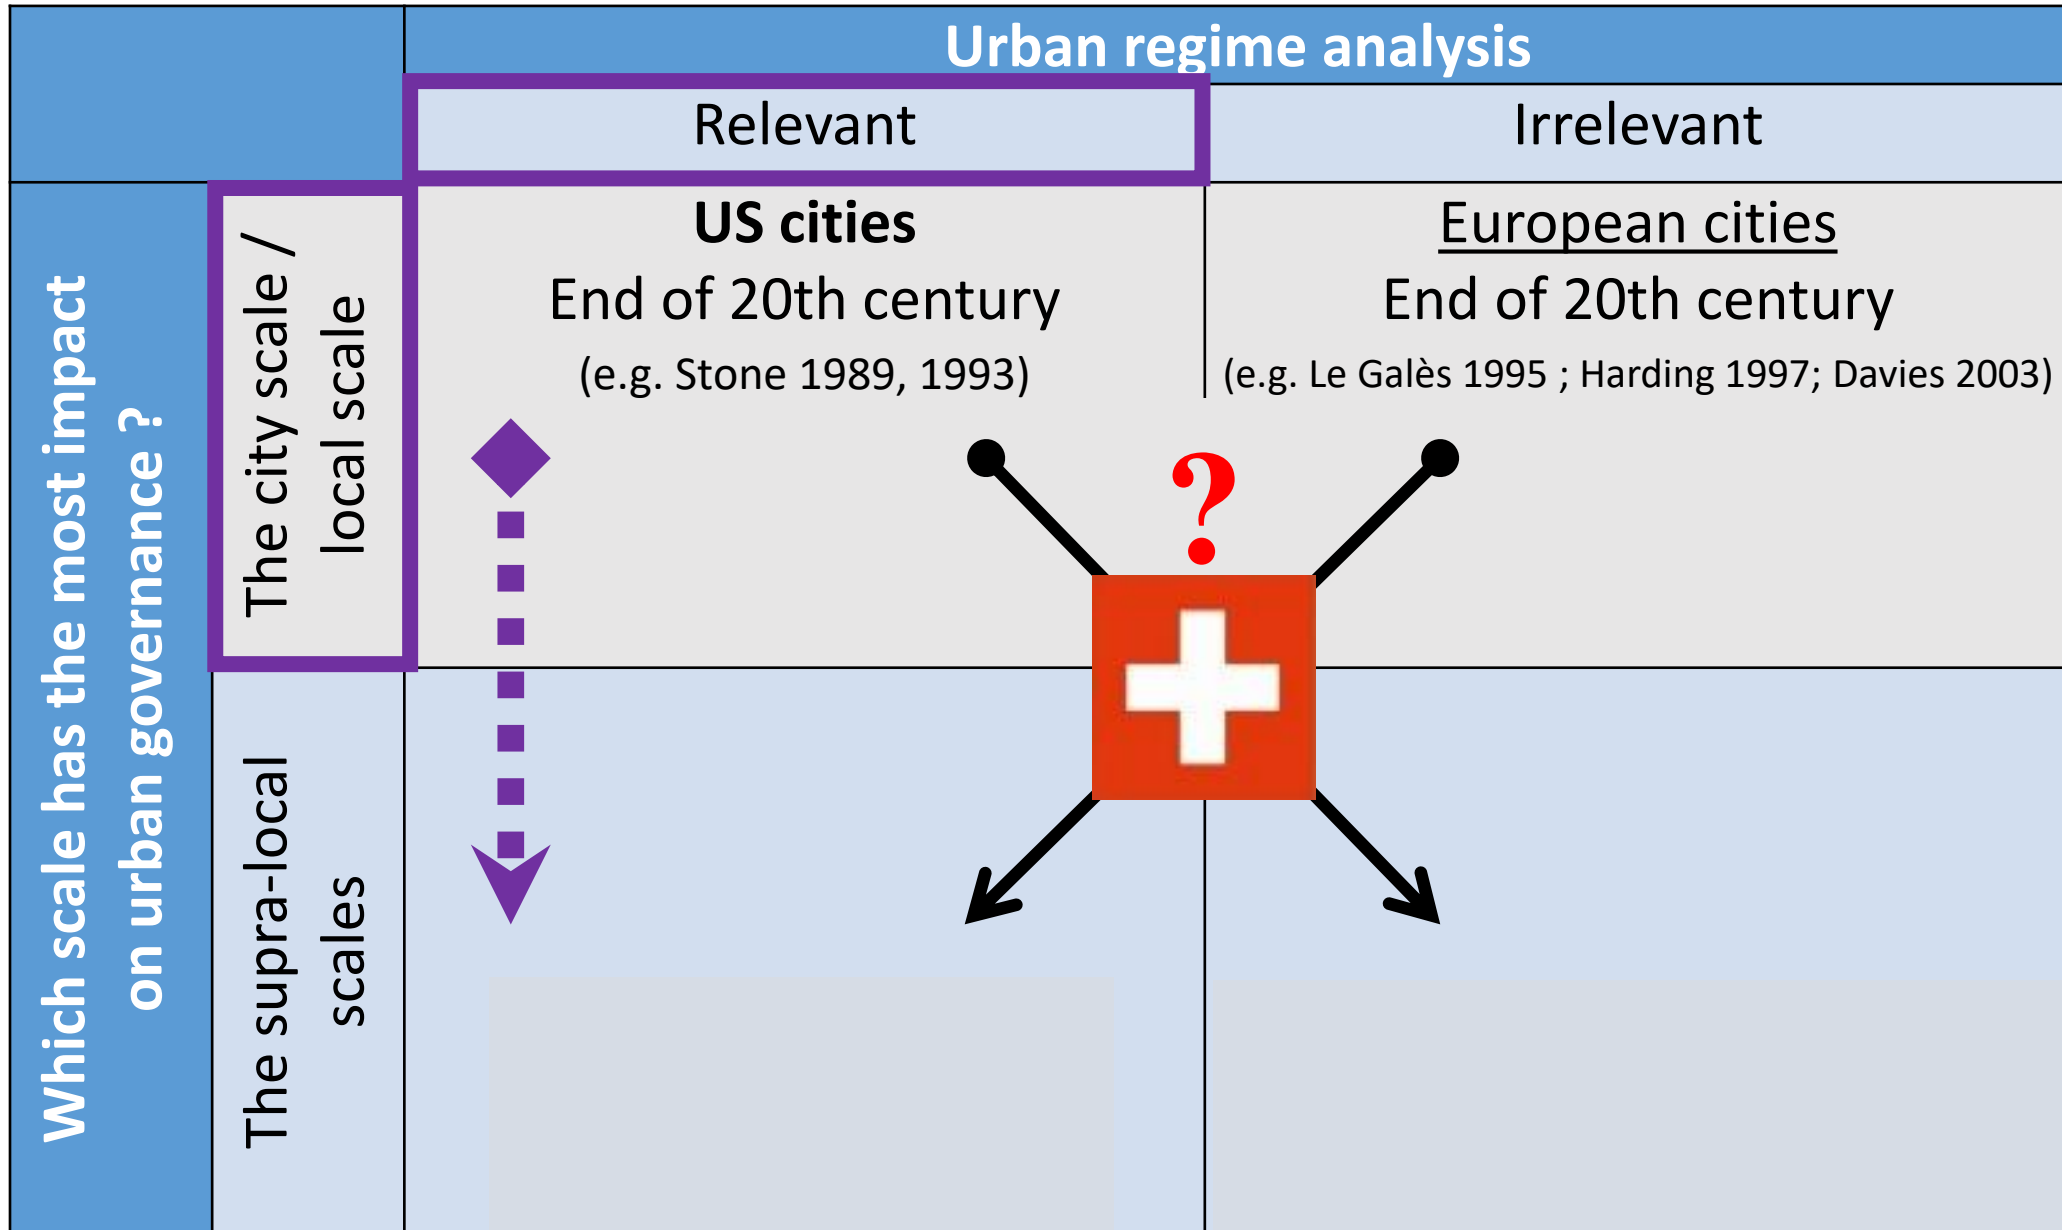 Urban regime analysis
Relevant
Irrelevant
Which scale has the most impact
on urban governance ?
The city scale /
local scale
US cities
End of 20th century
(e.g. Stone 1989, 1993)
European cities
End of 20th century
(e.g. Le Galès 1995 ; Harding 1997; Davies 2003)
?
The supra-local
scales